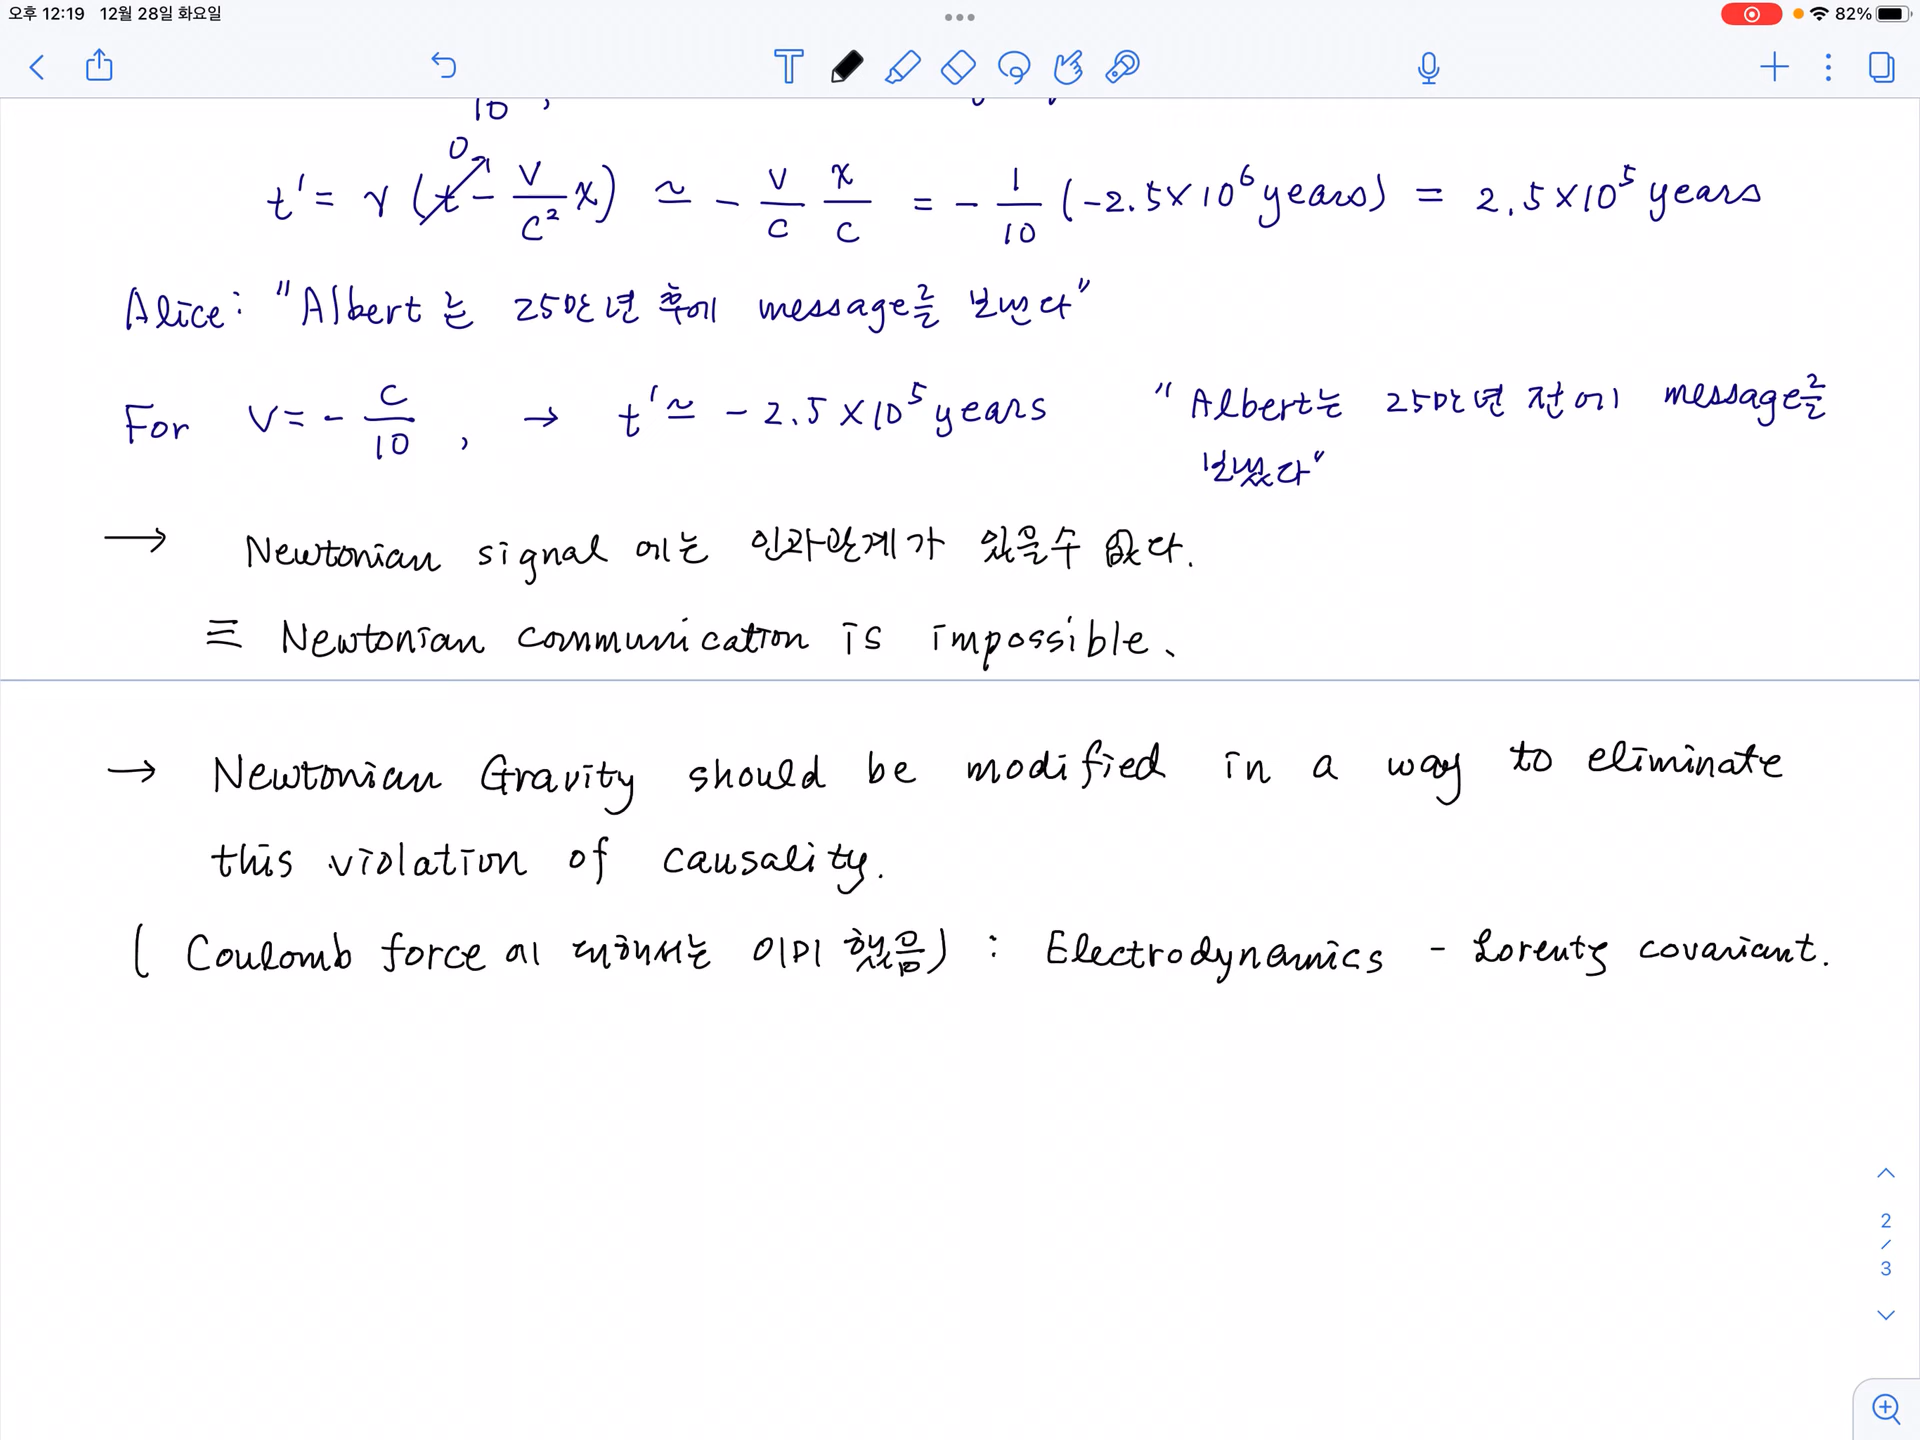 오후 12:19 12월 28일 화요일 82%
T
10 ,
0
t' = γ (t - v/c² x) ≃ - v/c x/c = - 1/10 (-2.5×10⁶ years) = 2.5×10⁵ years
Alice: "Albert 는 25만년 후에 message를 보낸다"
For v = - c/10 , → t' ≃ - 2.5×10⁵ years "Albert는 25만년 전에 message를
보냈다"
→ Newtonian signal 에는 인과관계가 있을수 없다.
≡ Newtonian communication is impossible.
→ Newtonian Gravity should be modified in a way to eliminate
this violation of causality.
( Coulomb force 에 대해서는 이미 했음) : Electrodynamics - Lorentz covariant.
2
/
3